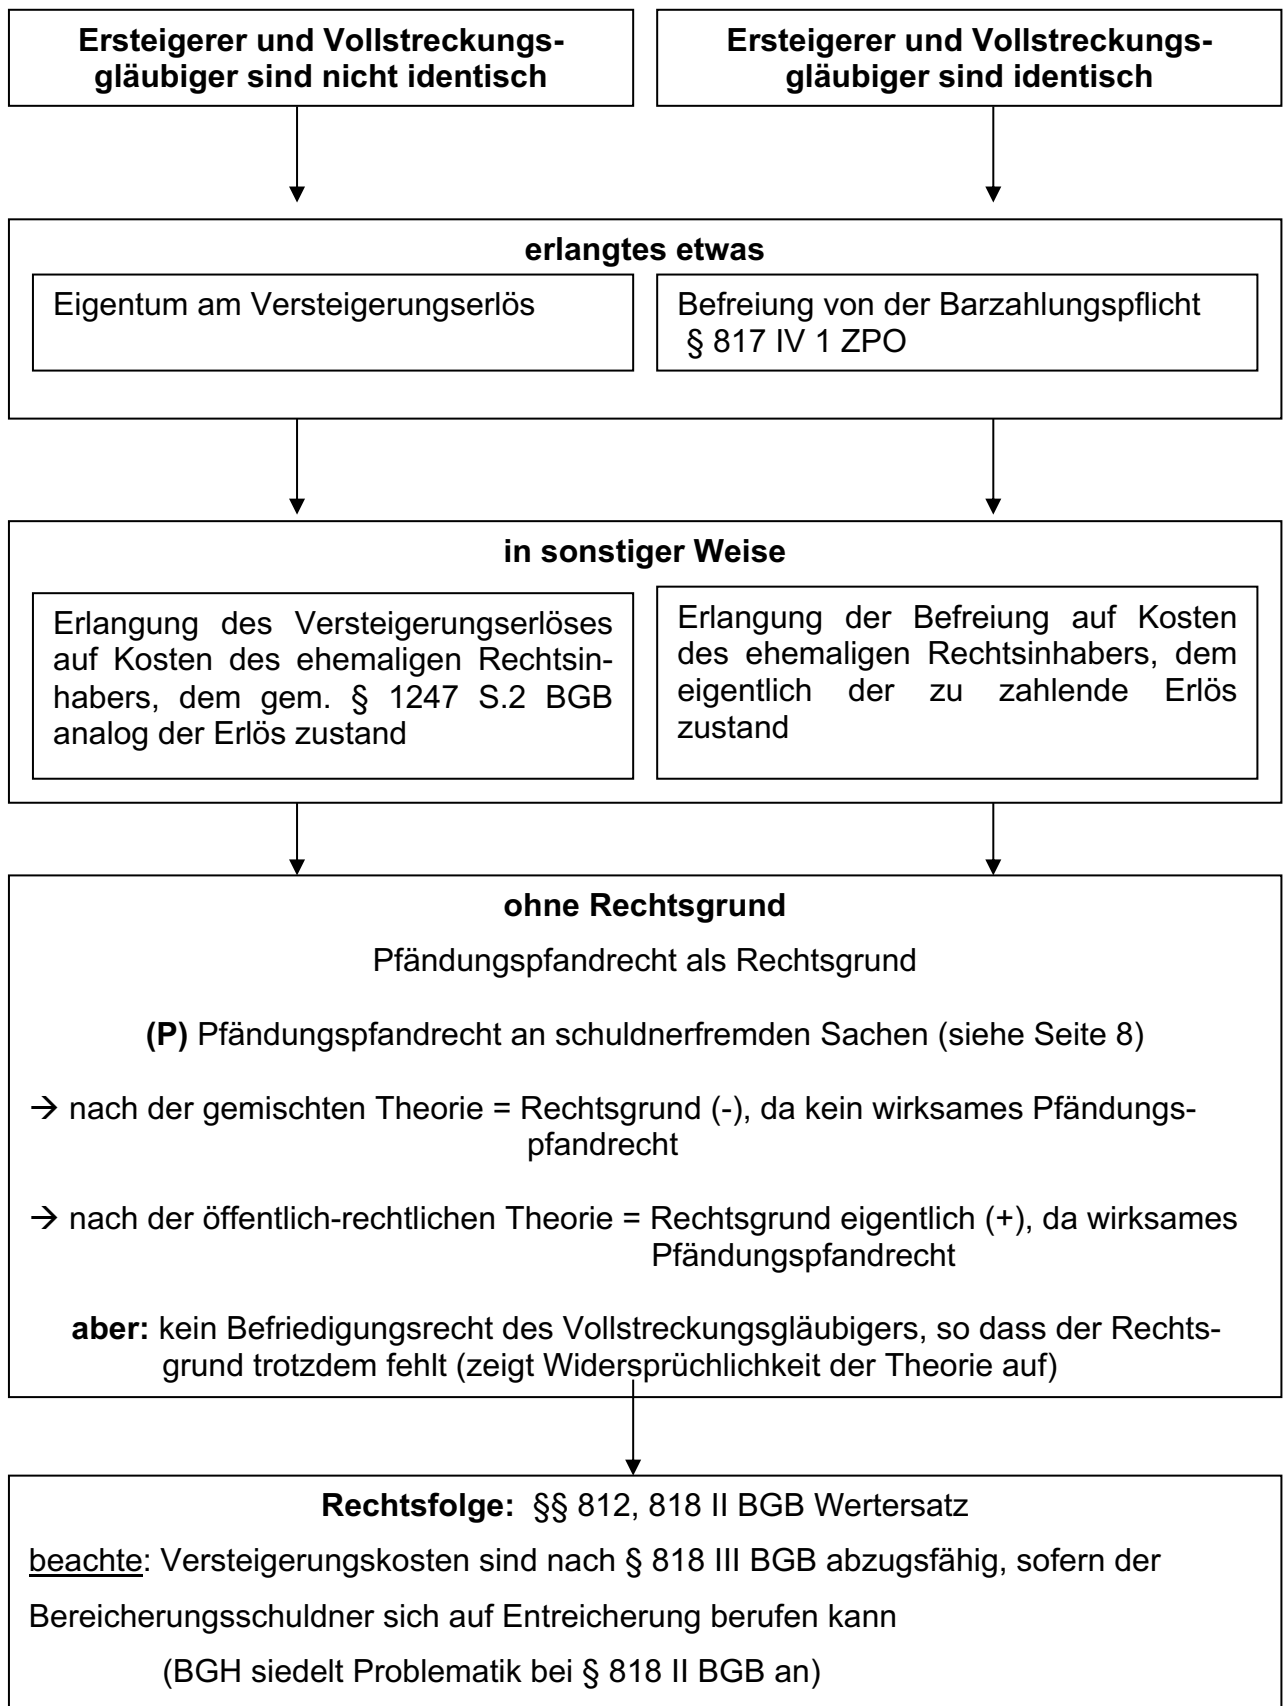 Ersteigerer und Vollstreckungs-
gläubiger sind nicht identisch
Ersteigerer und Vollstreckungs-
gläubiger sind identisch
erlangtes etwas
Eigentum am Versteigerungserlös
Befreiung von der Barzahlungspflicht
§ 817 IV 1 ZPO
in sonstiger Weise
Erlangung des Versteigerungserlöses
auf Kosten des ehemaligen Rechtsin-
habers, dem gem. § 1247 S.2 BGB
analog der Erlös zustand
Erlangung der Befreiung auf Kosten
des ehemaligen Rechtsinhabers, dem
eigentlich der zu zahlende Erlös
zustand
ohne Rechtsgrund
Pfändungspfandrecht als Rechtsgrund
(P) Pfändungspfandrecht an schuldnerfremden Sachen (siehe Seite 8)
→ nach der gemischten Theorie = Rechtsgrund (-), da kein wirksames Pfändungs-
pfandrecht
→ nach der öffentlich-rechtlichen Theorie = Rechtsgrund eigentlich (+), da wirksames
Pfändungspfandrecht
aber: kein Befriedigungsrecht des Vollstreckungsgläubigers, so dass der Rechts-
grund trotzdem fehlt (zeigt Widersprüchlichkeit der Theorie auf)
Rechtsfolge: §§ 812, 818 II BGB Wertersatz
beachte: Versteigerungskosten sind nach § 818 III BGB abzugsfähig, sofern der
Bereicherungsschuldner sich auf Entreicherung berufen kann
(BGH siedelt Problematik bei § 818 II BGB an)